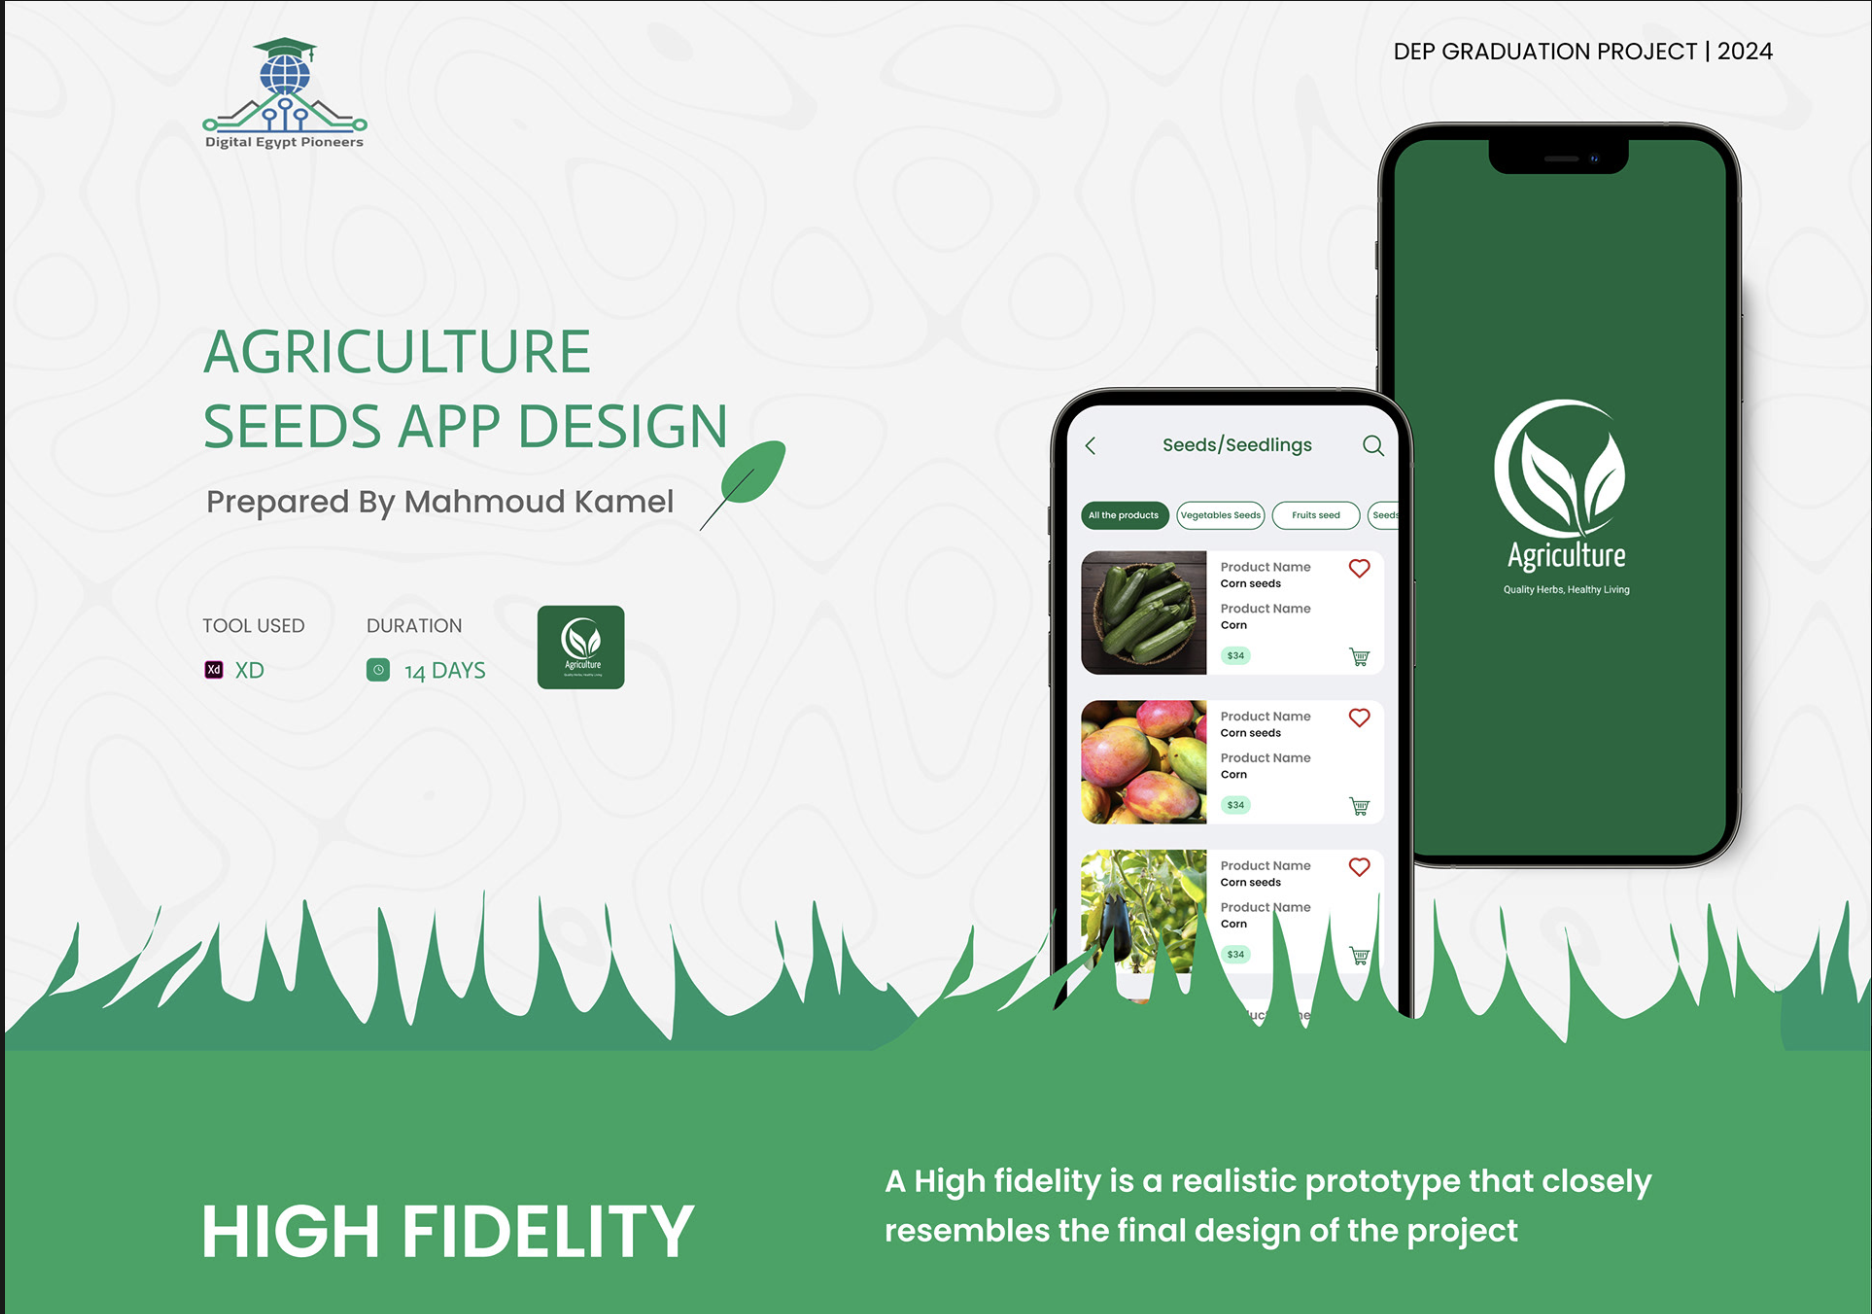 Digital Egypt Pioneers
DEP GRADUATION PROJECT | 2024
AGRICULTURE
SEEDS APP DESIGN
Prepared By Mahmoud Kamel
TOOL USED
Xd XD
DURATION
14 DAYS
Agriculture
Quality Herbs, Healthy Living
Seeds/Seedlings
All the products
Vegetables Seeds
Fruits seed
Seeds
Product Name
Corn seeds
Product Name
Corn
$34
Product Name
Corn seeds
Product Name
Corn
$34
Product Name
Corn seeds
Product Name
Corn
$34
Agriculture
Quality Herbs, Healthy Living
HIGH FIDELITY
A High fidelity is a realistic prototype that closely
resembles the final design of the project